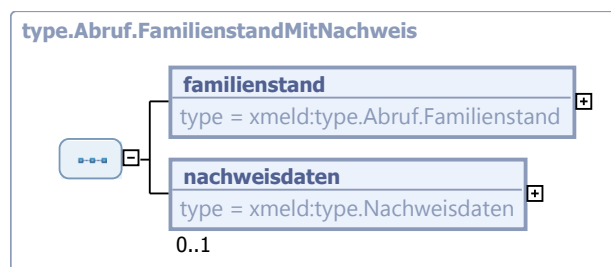 type.Abruf.FamilienstandMitNachweis
familienstand
type = xmeld:type.Abruf.Familienstand
nachweisdaten
type = xmeld:type.Nachweisdaten
0..1